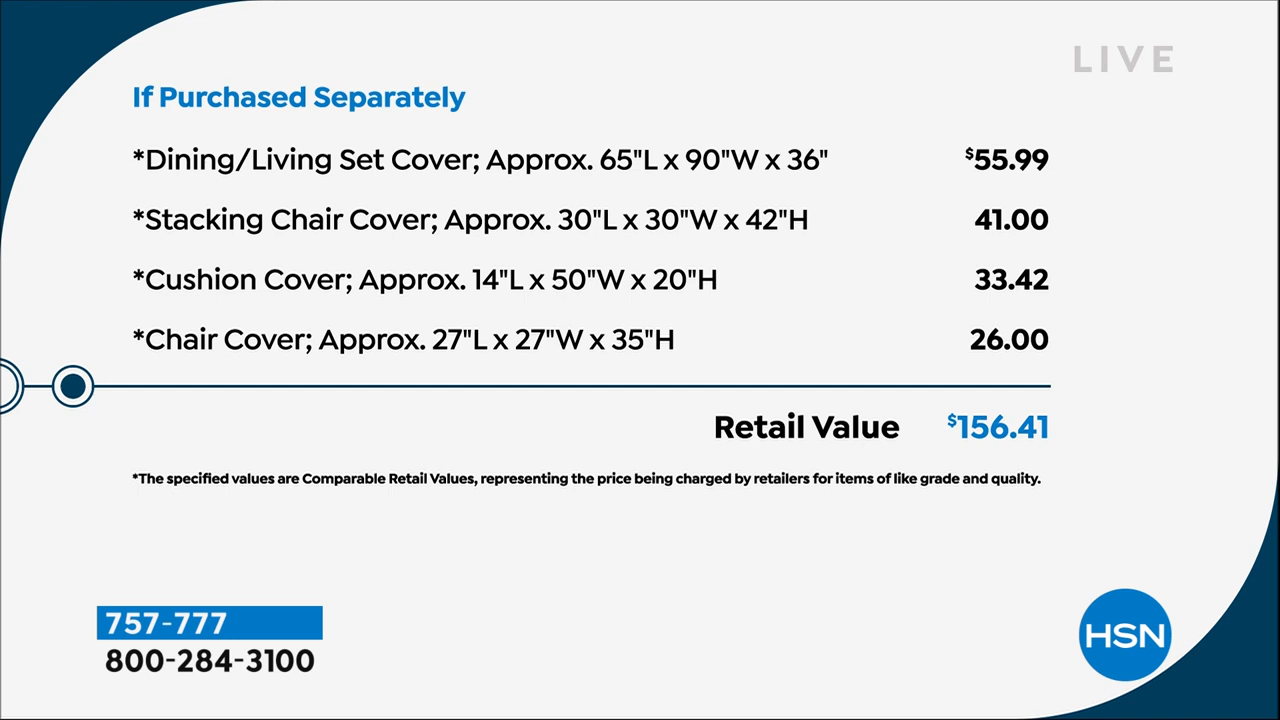 LIVE
If Purchased Separately
*Dining/Living Set Cover; Approx. 65"L x 90"W x 36" $55.99
*Stacking Chair Cover; Approx. 30"L x 30"W x 42"H 41.00
*Cushion Cover; Approx. 14"L x 50"W x 20"H 33.42
*Chair Cover; Approx. 27"L x 27"W x 35"H 26.00
Retail Value $156.41
*The specified values are Comparable Retail Values, representing the price being charged by retailers for items of like grade and quality.
757-777
800-284-3100
HSN